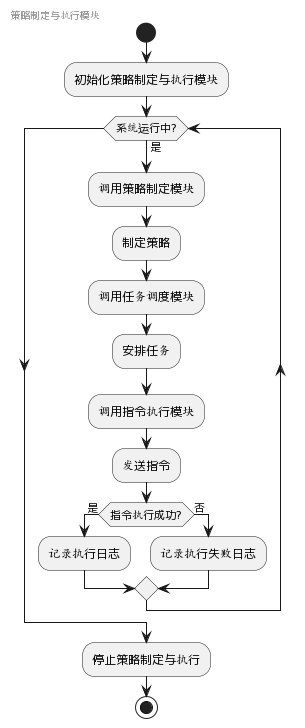 策略制定与执行模块
初始化策略制定与执行模块
系统运行中?
是
调用策略制定模块
制定策略
调用任务调度模块
安排任务
调用指令执行模块
发送指令
是
指令执行成功?
否
记录执行日志
记录执行失败日志
停止策略制定与执行